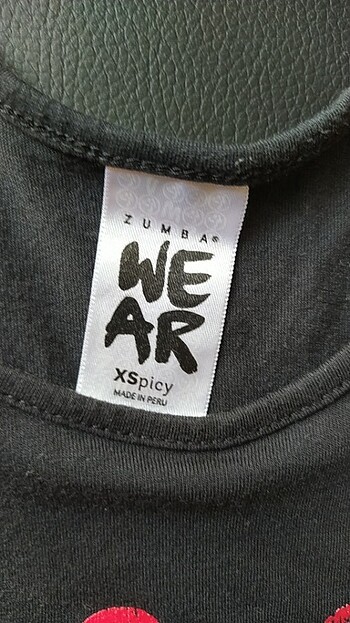 ZUMBA®
WE
AR
XSpicy
MADE IN PERU